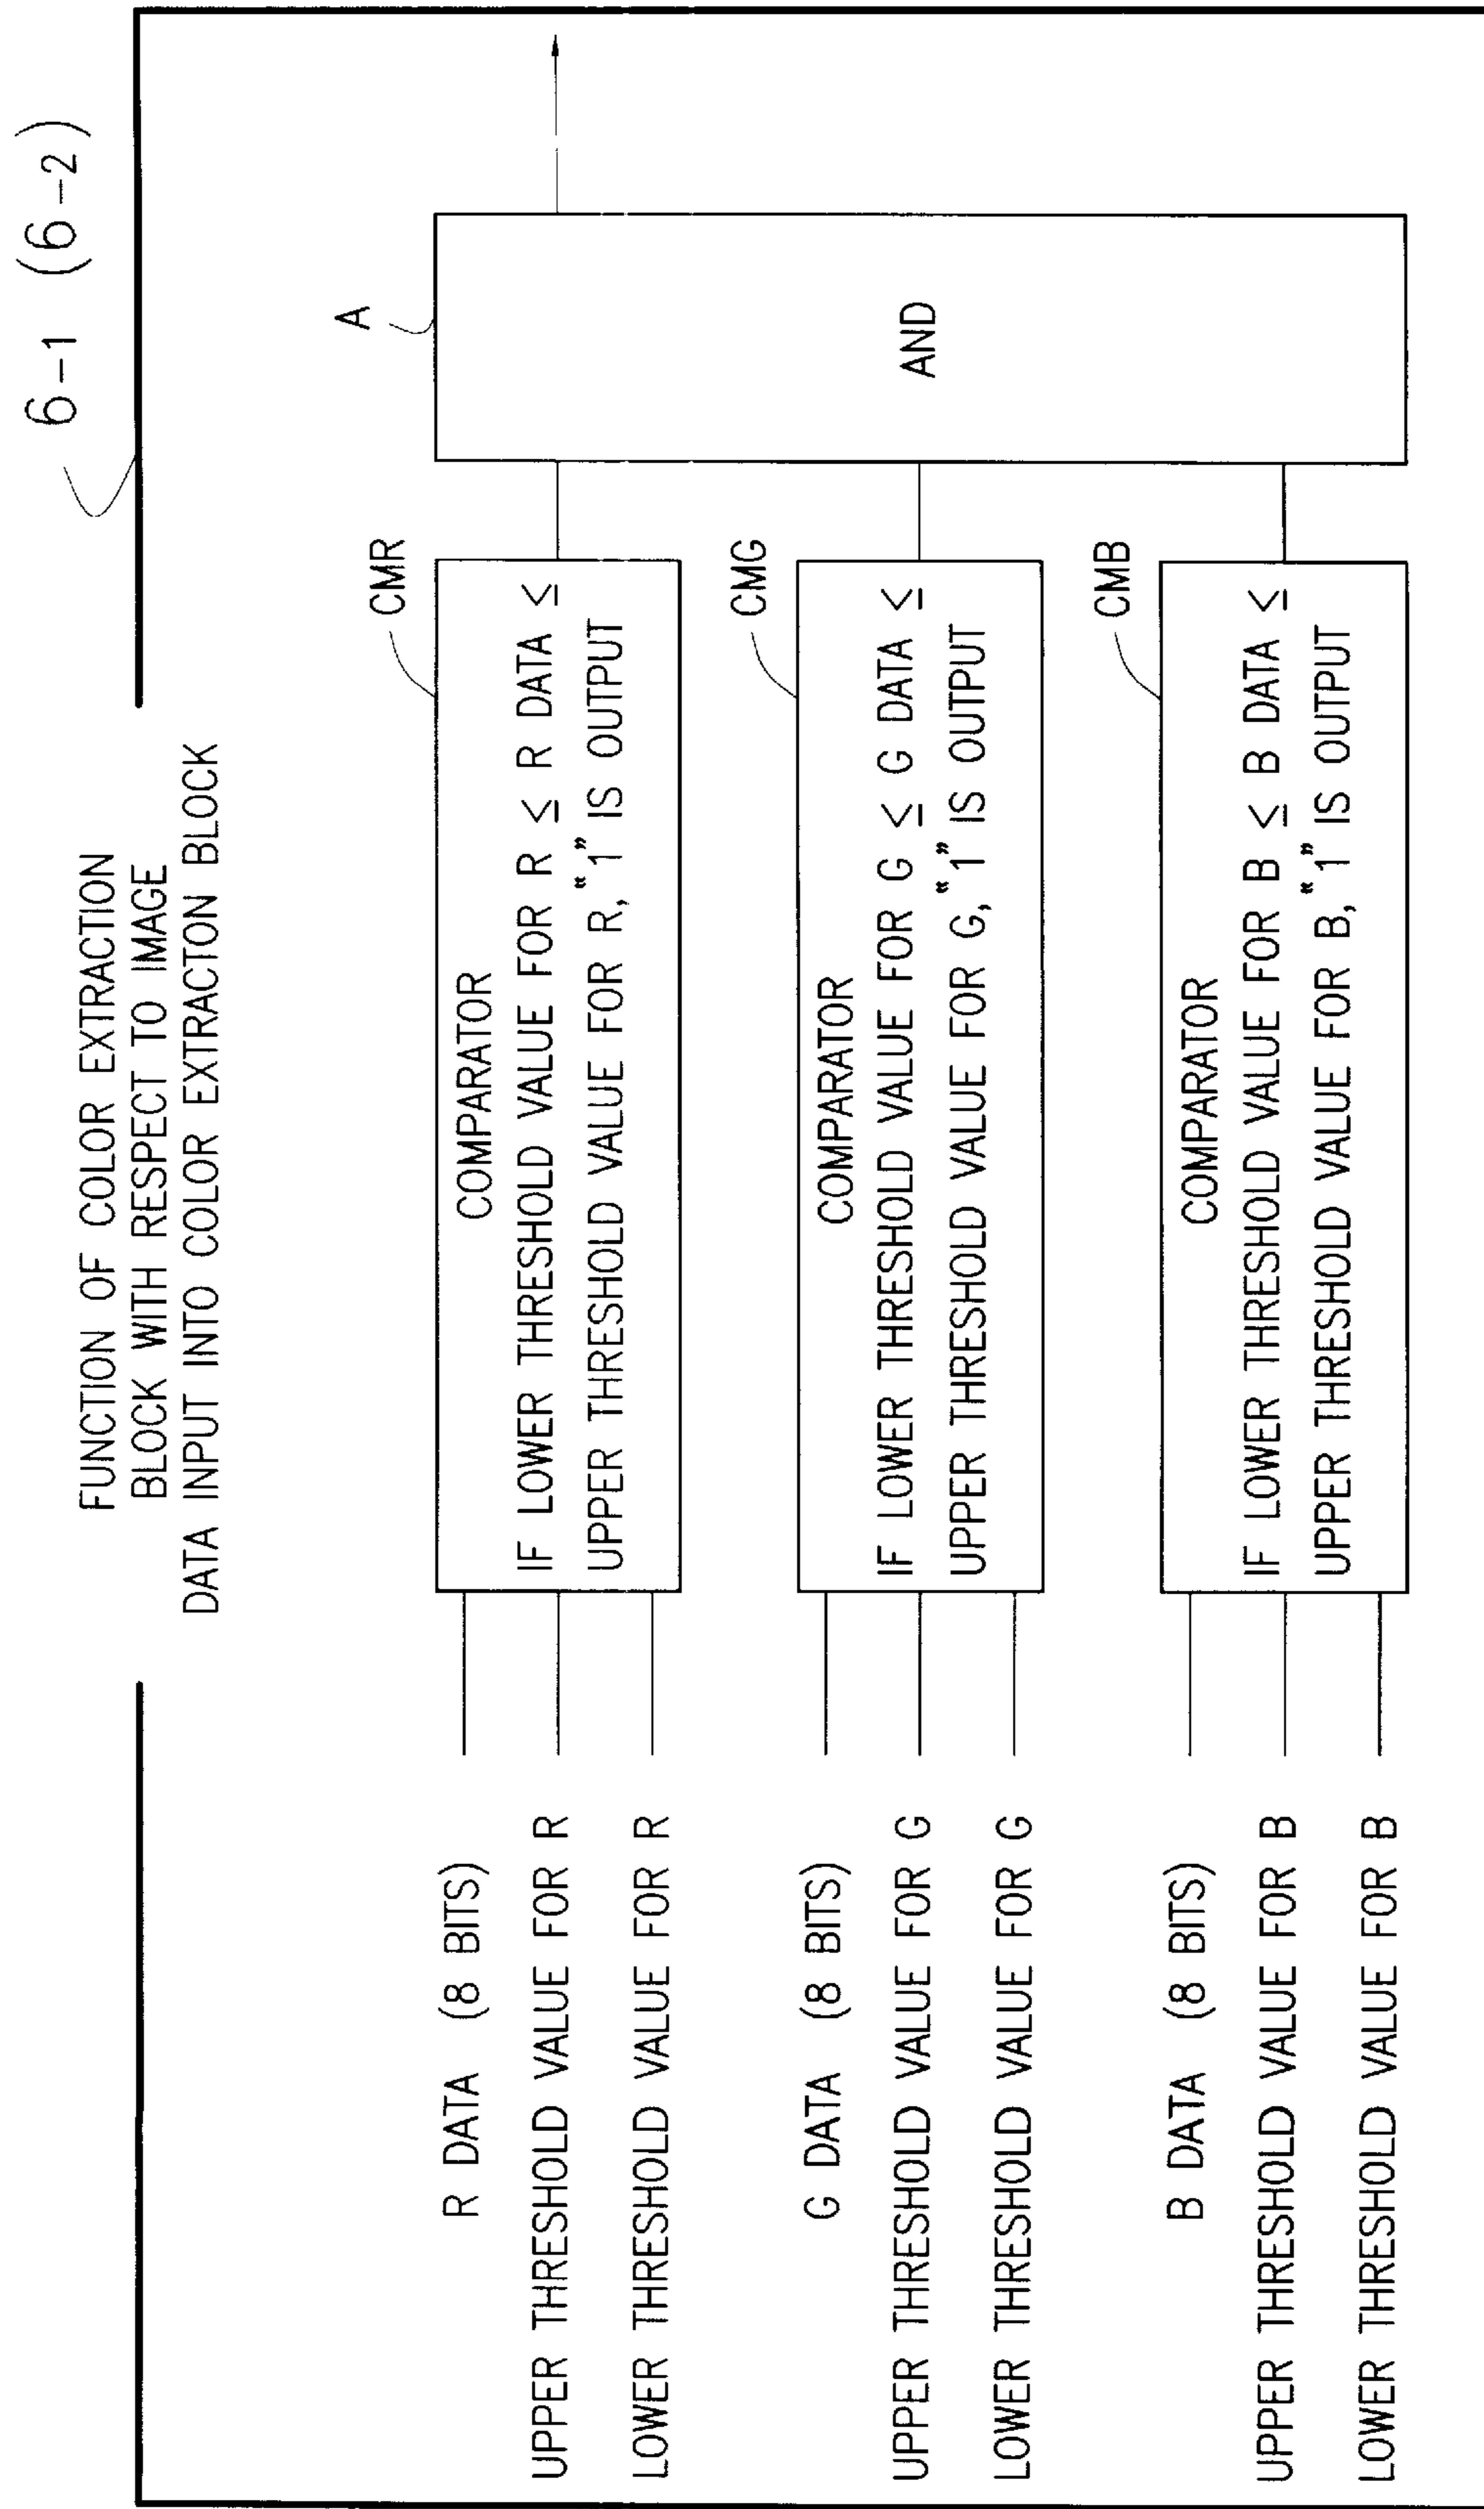 6-1 (6-2)
FUNCTION OF COLOR EXTRACTION
BLOCK WITH RESPECT TO IMAGE
DATA INPUT INTO COLOR EXTRACTON BLOCK
R DATA (8 BITS)
UPPER THRESHOLD VALUE FOR R
LOWER THRESHOLD VALUE FOR R
CMR
COMPARATOR
IF LOWER THRESHOLD VALUE FOR R ≤ R DATA ≤
UPPER THRESHOLD VALUE FOR R, “1” IS OUTPUT
G DATA (8 BITS)
UPPER THRESHOLD VALUE FOR G
LOWER THRESHOLD VALUE FOR G
CMG
COMPARATOR
IF LOWER THRESHOLD VALUE FOR G ≤ G DATA ≤
UPPER THRESHOLD VALUE FOR G, “1” IS OUTPUT
B DATA (8 BITS)
UPPER THRESHOLD VALUE FOR B
LOWER THRESHOLD VALUE FOR B
CMB
COMPARATOR
IF LOWER THRESHOLD VALUE FOR B ≤ B DATA ≤
UPPER THRESHOLD VALUE FOR B, “1” IS OUTPUT
A
AND